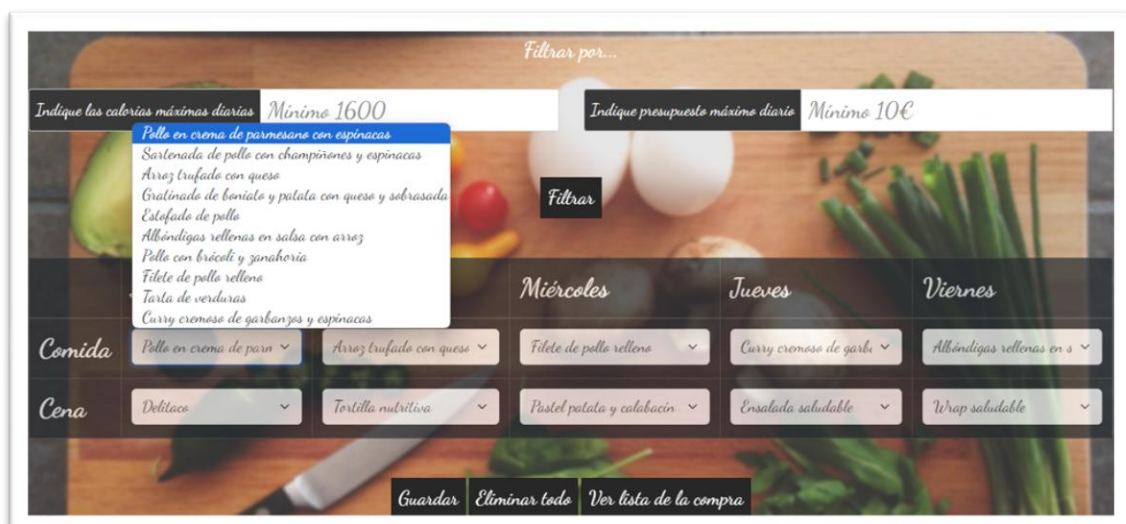 Filtrar por...
Indique las calorias máximas diarias Mínimo 1600 Indique presupuesto máximo diario Mínimo 10€
Pollo en crema de parmesano con espinacas
Sartenada de pollo con champiñones y espinacas
Arroz trufado con queso
Gratinado de boniato y patata con queso y sobrasada
Estofado de pollo
Albóndigas rellenas en salsa con arroz
Pollo con brócoli y zanahoria
Filete de pollo relleno
Tarta de verduras
Curry cremoso de garbanzos y espinacas
Filtrar
Miércoles Jueves Viernes
Comida Pollo en crema de parm Arroz trufado con queso Filete de pollo relleno Curry cremoso de garba Albóndigas rellenas en s
Cena Delitaco Tortilla nutritiva Pastel patata y calabacín Ensalada saludable Wrap saludable
Guardar Eliminar todo Ver lista de la compra